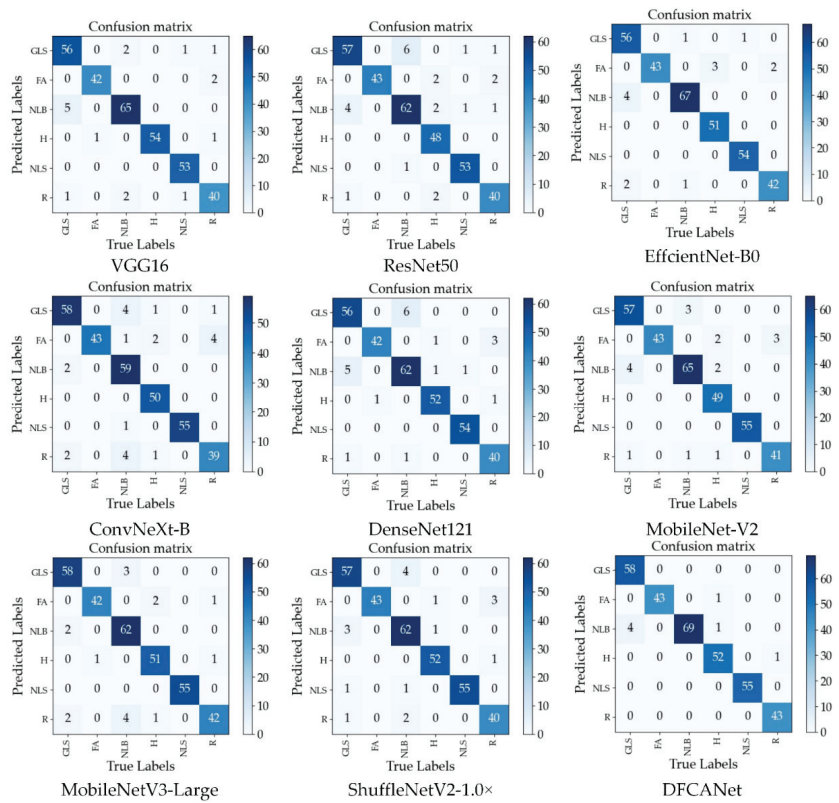 Confusion matrix
Predicted Labels
GLS 56 0 2 0 1 1
FA 0 42 0 0 0 2
NLB 5 0 65 0 0 0
H 0 1 0 54 0 1
NLS 0 0 0 0 53 0
R 1 0 2 0 1 40
GLS FA NLB H NLS R
True Labels
60
50
40
30
20
10
0
VGG16
Confusion matrix
Predicted Labels
GLS 57 0 6 0 1 1
FA 0 43 0 2 0 2
NLB 4 0 62 2 0 0
H 0 0 0 48 0 0
NLS 0 0 1 0 53 0
R 1 0 0 2 0 40
GLS FA NLB H NLS R
True Labels
60
50
40
30
20
10
0
ResNet50
Confusion matrix
Predicted Labels
GLS 56 0 1 0 1 0
FA 0 43 0 3 0 2
NLB 4 0 67 0 0 0
H 0 0 0 51 0 0
NLS 0 0 0 0 54 0
R 2 0 1 0 0 42
GLS FA NLB H NLS R
True Labels
60
50
40
30
20
10
0
EffcientNet-B0
Confusion matrix
Predicted Labels
GLS 58 0 4 1 0 1
FA 0 43 1 2 0 4
NLB 2 0 59 0 0 0
H 0 0 0 50 0 0
NLS 0 0 1 0 55 0
R 2 0 4 1 0 39
GLS FA NLB H NLS R
True Labels
50
40
30
20
10
0
ConvNeXt-B
Confusion matrix
Predicted Labels
GLS 56 0 6 0 0 0
FA 0 42 0 1 0 3
NLB 5 0 62 1 0 0
H 0 1 0 52 0 1
NLS 0 0 0 0 54 0
R 1 0 1 0 0 40
GLS FA NLB H NLS R
True Labels
60
50
40
30
20
10
0
DenseNet121
Confusion matrix
Predicted Labels
GLS 57 0 3 0 0 0
FA 0 43 0 2 0 3
NLB 4 0 65 2 0 0
H 0 0 0 49 0 0
NLS 0 0 0 0 55 0
R 1 0 1 1 0 41
GLS FA NLB H NLS R
True Labels
60
50
40
30
20
10
0
MobileNet-V2
Confusion matrix
Predicted Labels
GLS 58 0 3 0 0 0
FA 0 42 0 2 0 1
NLB 2 0 62 0 0 0
H 0 1 0 51 0 1
NLS 0 0 0 0 55 0
R 2 0 4 1 0 42
GLS FA NLB H NLS R
True Labels
60
50
40
30
20
10
0
MobileNetV3-Large
Confusion matrix
Predicted Labels
GLS 57 0 4 0 0 0
FA 0 43 0 1 0 3
NLB 3 0 62 1 0 0
H 0 0 0 52 0 1
NLS 1 0 1 0 55 0
R 1 0 2 0 0 40
GLS FA NLB H NLS R
True Labels
60
50
40
30
20
10
0
ShuffleNetV2-1.0×
Confusion matrix
Predicted Labels
GLS 58 0 0 0 0 0
FA 0 43 0 1 0 0
NLB 4 0 69 1 0 0
H 0 0 0 52 0 1
NLS 0 0 0 0 55 0
R 0 0 0 0 0 43
GLS FA NLB H NLS R
True Labels
60
50
40
30
20
10
0
DFCANet